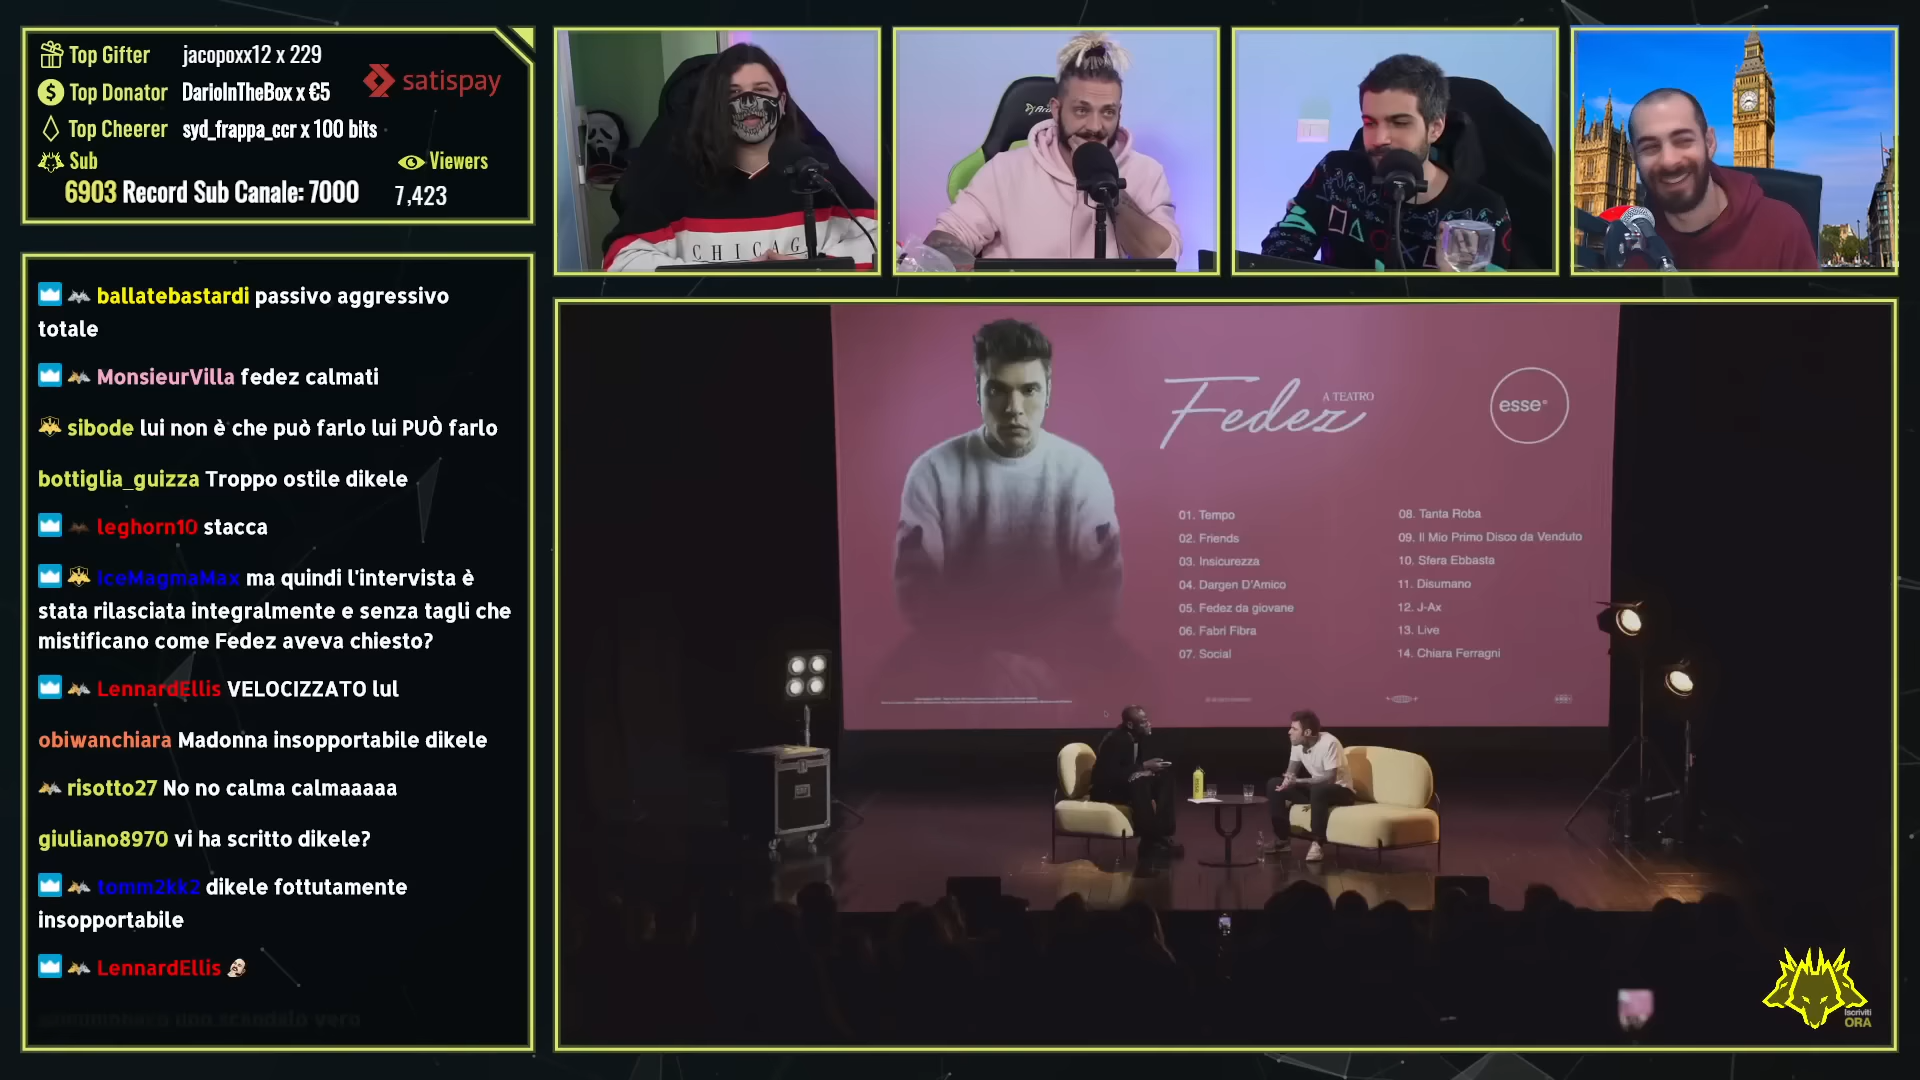 Top Gifter jacopoxx12 x 229
Top Donator DarioInTheBox x €5
satispay
Top Cheerer syd_frappa_ccr x 100 bits
Sub
Viewers
6903 Record Sub Canale: 7000
7,423
CHICAG
ballatebastardi passivo aggressivo
totale
MonsieurVilla fedez calmati
sibode lui non è che può farlo lui PUÒ farlo
bottiglia_guizza Troppo ostile dikele
leghorn10 stacca
IceMagmaMax ma quindi l'intervista è
stata rilasciata integralmente e senza tagli che
mistificano come Fedez aveva chiesto?
LennardEllis VELOCIZZATO lul
obiwanchiara Madonna insopportabile dikele
risotto27 No no calma calmaaaaa
giuliano8970 vi ha scritto dikele?
tomm2kk2 dikele fottutamente
insopportabile
LennardEllis
uno scandalo vero
Fedez
A TEATRO
esse
01. Tempo
02. Friends
03. Insicurezza
04. Dargen D'Amico
05. Fedez da giovane
06. Fabri Fibra
07. Social
08. Tanta Roba
09. Il Mio Primo Disco da Venduto
10. Sfera Ebbasta
11. Disumano
12. J-Ax
13. Live
14. Chiara Ferragni
Iscriviti
ORA